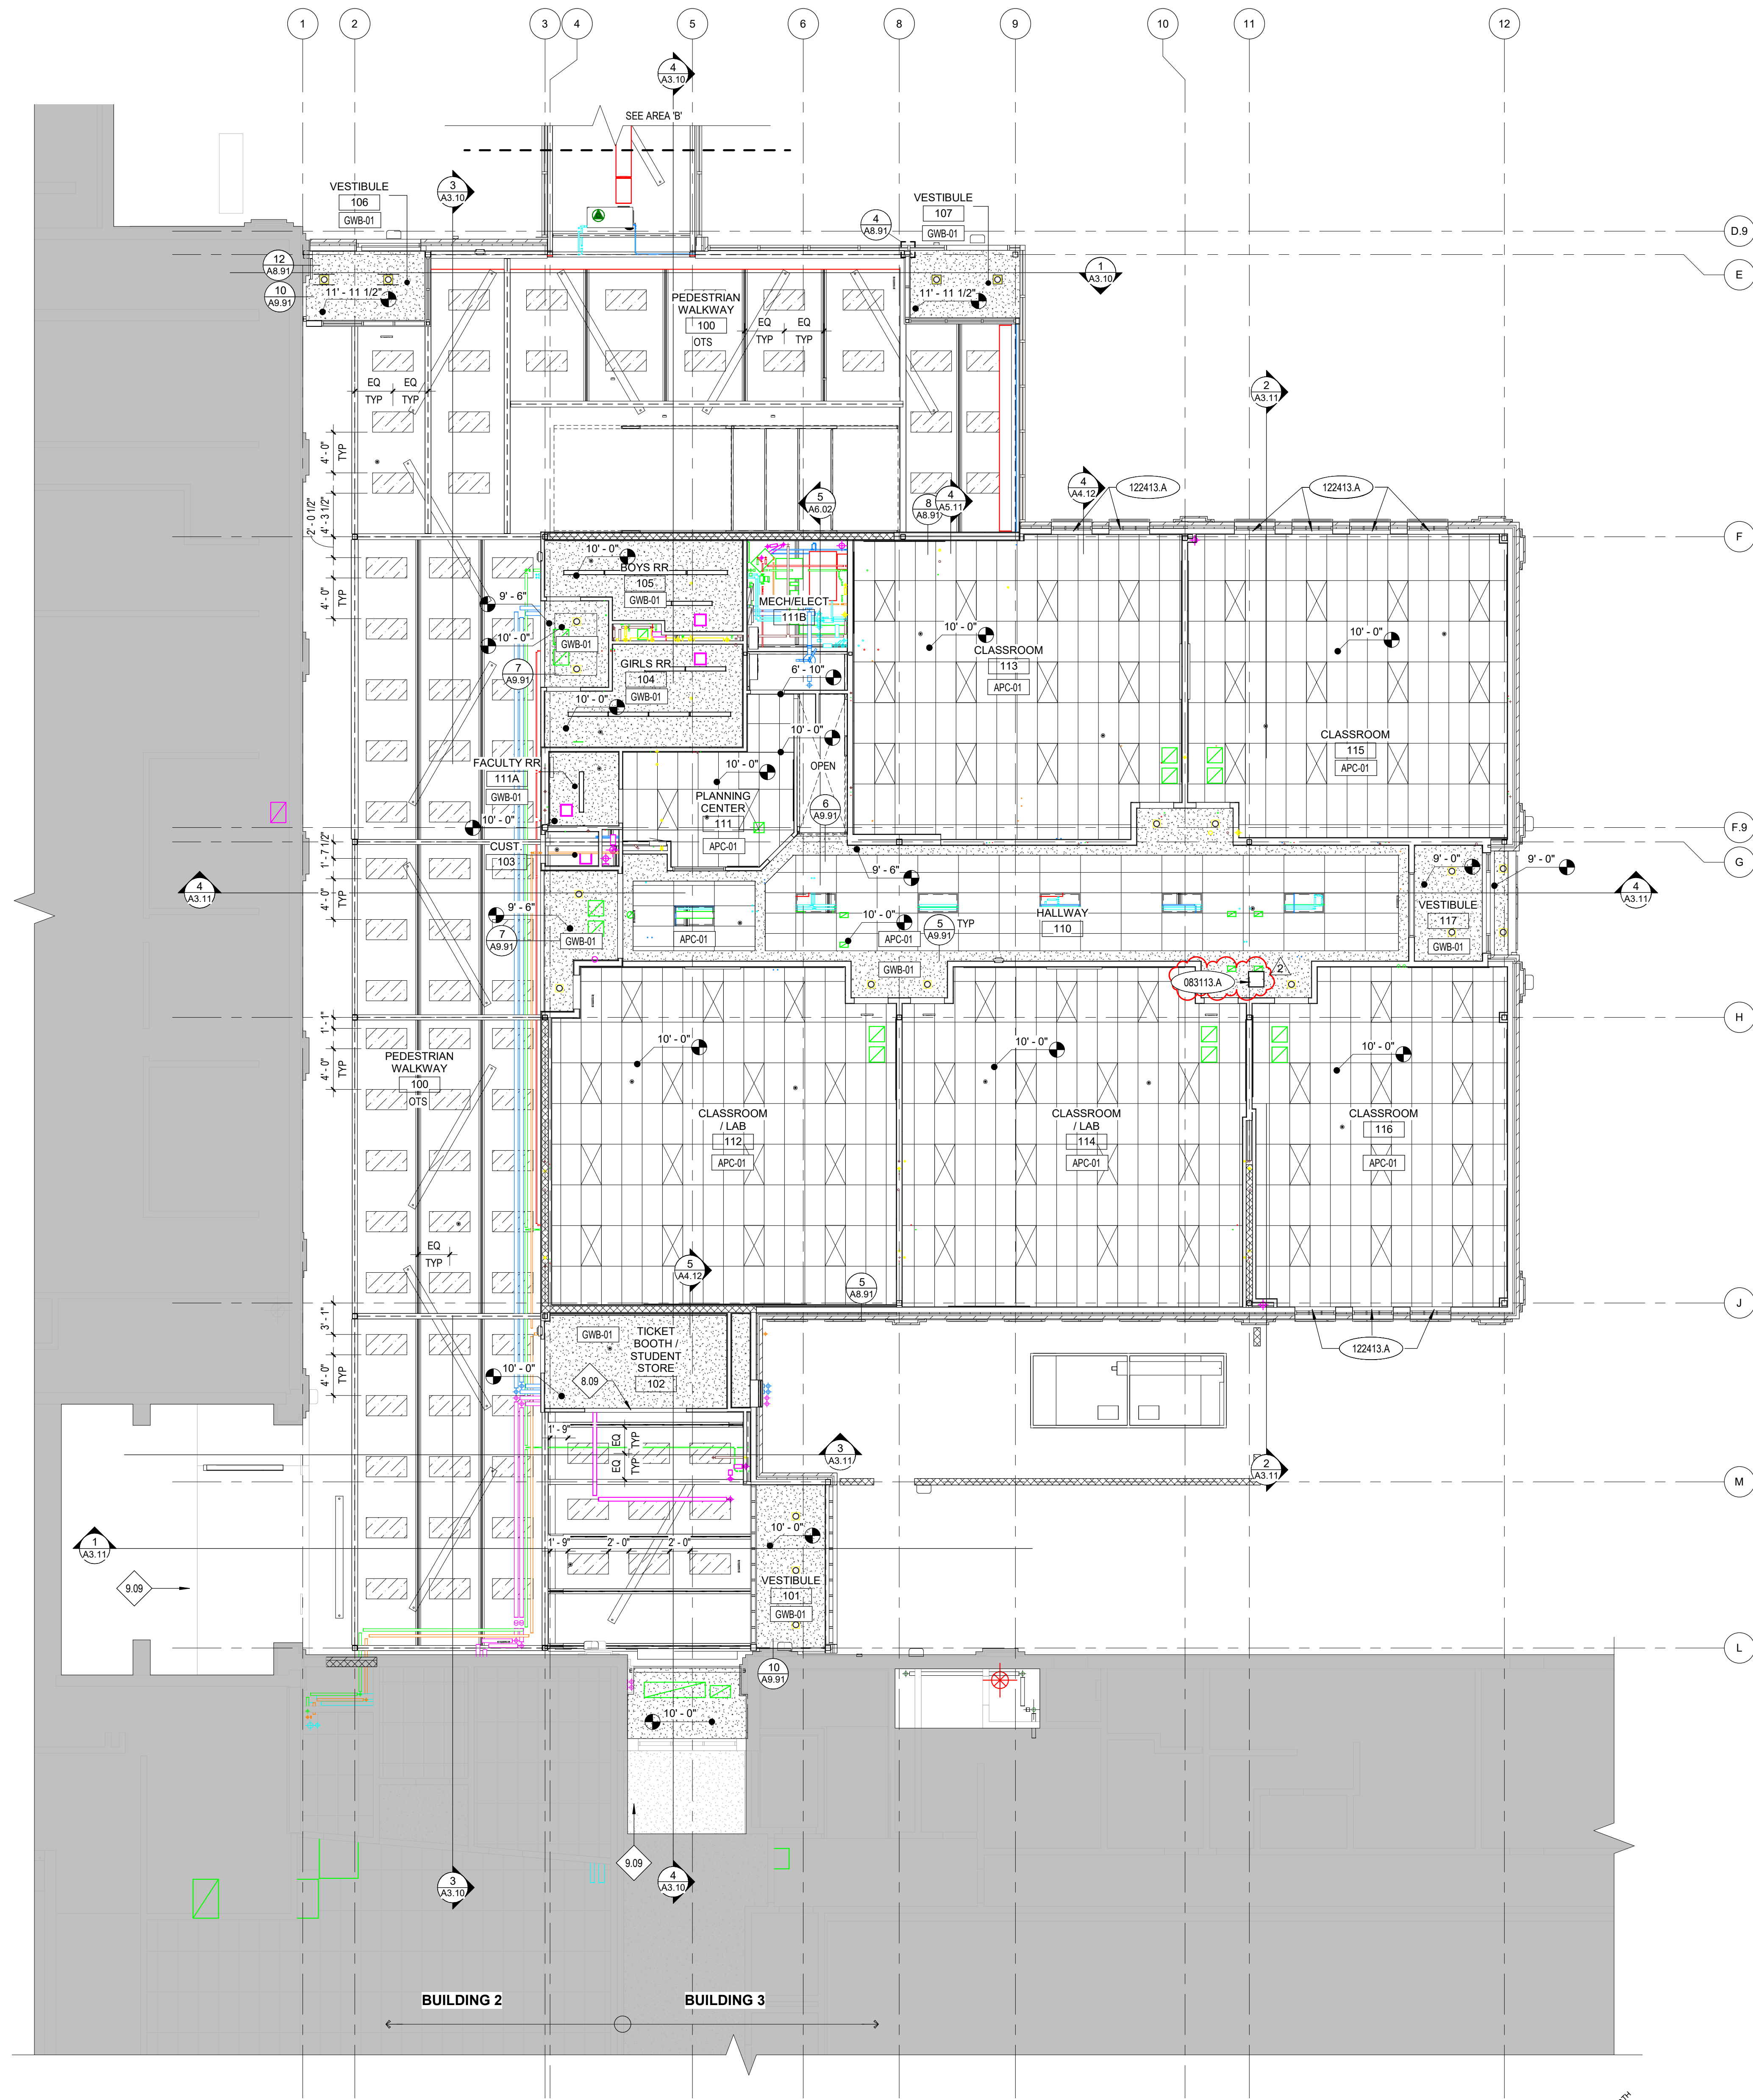 1 2 3 4 5 6 8 9 10 11 12
4
A3.10
SEE AREA 'B'
VESTIBULE
106
GWB-01
3
A3.10
VESTIBULE
107
GWB-01
4
A8.91
D.9
E
12
A8.91
10
A9.91
11' - 11 1/2"
PEDESTRIAN
WALKWAY
100
OTS
EQ EQ
TYP TYP
11' - 11 1/2"
1
A3.10
EQ EQ
TYP TYP
2
A3.11
4' - 0"
TYP
4' - 3 1/2"
2' - 0 1/2"
5
A6.02
8
A8.91
4
A5.11
4
A4.12
122413.A
122413.A
F
10' - 0"
BOYS RR
105
GWB-01
MECH/ELECT
111B
4' - 0"
TYP
9' - 6"
10' - 0"
GWB-01
7
A9.91
GIRLS RR
104
GWB-01
10' - 0"
6' - 10"
10' - 0"
10' - 0"
CLASSROOM
113
APC-01
10' - 0"
CLASSROOM
115
APC-01
FACULTY RR
111A
GWB-01
10' - 0"
10' - 0"
PLANNING
CENTER
111
APC-01
OPEN
6
A9.91
F.9
G
CUST.
103
1' - 7 1/2"
4' - 0"
TYP
4
A3.11
9' - 6"
7
A9.91
GWB-01
APC-01
9' - 6"
10' - 0"
APC-01
GWB-01
5
A9.91
TYP
HALLWAY
110
9' - 0"
9' - 0"
VESTIBULE
117
GWB-01
4
A3.11
083113.A
2
H
1' - 1"
4' - 0"
TYP
PEDESTRIAN
WALKWAY
100
OTS
10' - 0"
10' - 0"
10' - 0"
CLASSROOM
/ LAB
112
APC-01
CLASSROOM
/ LAB
114
APC-01
CLASSROOM
116
APC-01
EQ
TYP
5
A4.12
5
A8.91
J
3' - 1"
4' - 0"
TYP
GWB-01
TICKET
BOOTH /
STUDENT
STORE
102
10' - 0"
8.09
122413.A
1' - 9"
EQ EQ
TYP TYP
3
A3.11
2
A3.11
M
1
A3.11
9.09
1' - 9" 2' - 0" 2' - 0"
10' - 0"
VESTIBULE
101
GWB-01
L
10
A9.91
10' - 0"
9.09
3
A3.10
4
A3.10
BUILDING 2 BUILDING 3